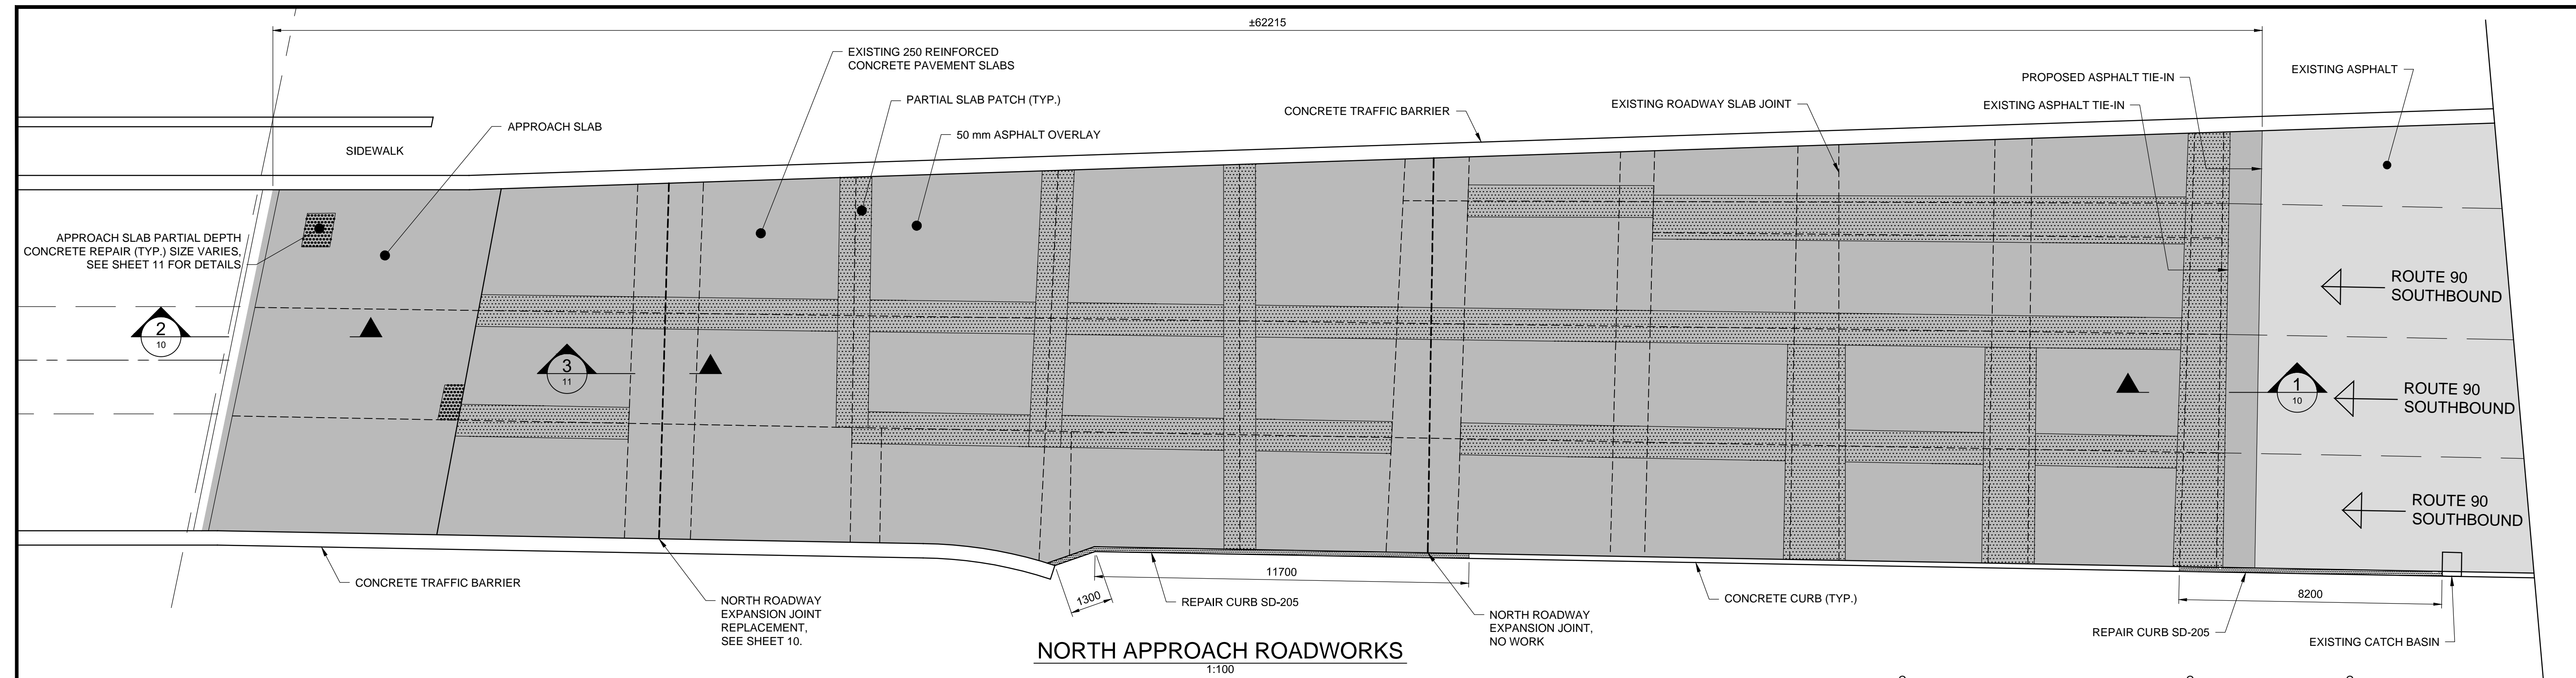 ±62215
EXISTING 250 REINFORCED
CONCRETE PAVEMENT SLABS
PARTIAL SLAB PATCH (TYP.)
50 mm ASPHALT OVERLAY
CONCRETE TRAFFIC BARRIER
EXISTING ROADWAY SLAB JOINT
PROPOSED ASPHALT TIE-IN
EXISTING ASPHALT TIE-IN
EXISTING ASPHALT
APPROACH SLAB
SIDEWALK
APPROACH SLAB PARTIAL DEPTH
CONCRETE REPAIR (TYP.) SIZE VARIES,
SEE SHEET 11 FOR DETAILS
2
10
3
11
1
10
ROUTE 90
SOUTHBOUND
ROUTE 90
SOUTHBOUND
ROUTE 90
SOUTHBOUND
CONCRETE TRAFFIC BARRIER
NORTH ROADWAY
EXPANSION JOINT
REPLACEMENT,
SEE SHEET 10.
1300
11700
REPAIR CURB SD-205
NORTH ROADWAY
EXPANSION JOINT,
NO WORK
CONCRETE CURB (TYP.)
8200
REPAIR CURB SD-205
EXISTING CATCH BASIN
NORTH APPROACH ROADWORKS
1:100